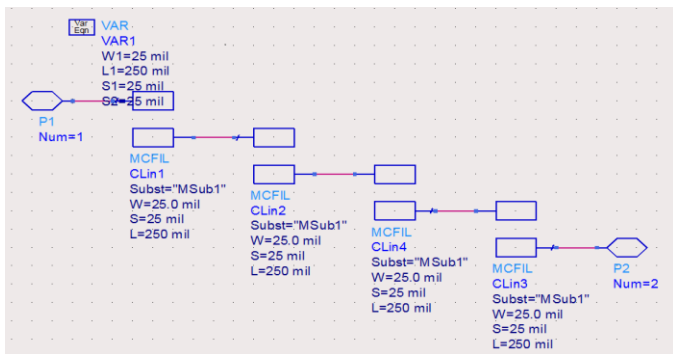 Var
Eqn
VAR
VAR1
W1=25 mil
L1=250 mil
S1=25 mil
S2=25 mil
P1
Num=1
MCFIL
CLin1
Subst="MSub1"
W=25.0 mil
S=25 mil
L=250 mil
MCFIL
CLin2
Subst="MSub1"
W=25.0 mil
S=25 mil
L=250 mil
MCFIL
CLin4
Subst="MSub1"
W=25.0 mil
S=25 mil
L=250 mil
MCFIL
CLin3
Subst="MSub1"
W=25.0 mil
S=25 mil
L=250 mil
P2
Num=2